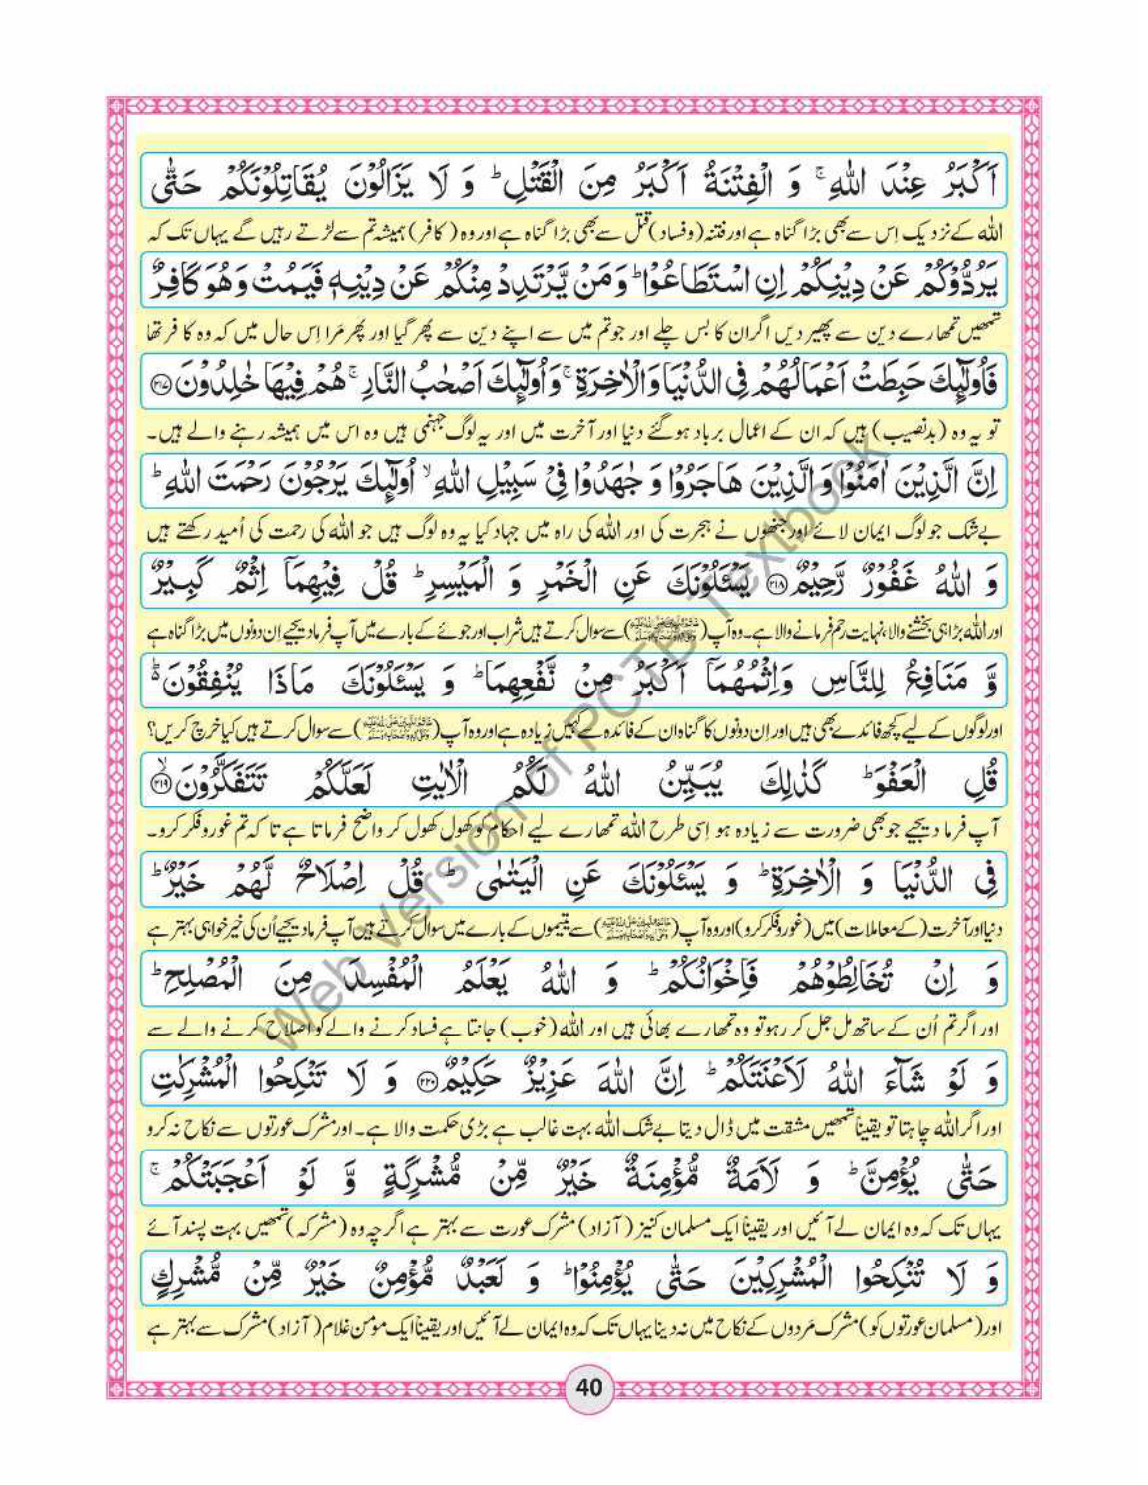 اَكْبَرُ عِنْدَ اللّٰهِ ۚ وَ الْفِتْنَةُ اَكْبَرُ مِنَ الْقَتْلِ ؕ وَ لَا يَزَالُوْنَ يُقَاتِلُوْنَكُمْ حَتّٰى
اللہ کے نزدیک اِس سے بھی بڑا گناہ ہے اور فتنہ (و فساد) قتل سے بھی بڑا گناہ ہے اور وہ (کافر) ہمیشہ تم سے لڑتے رہیں گے یہاں تک کہ
يَرُدُّوْكُمْ عَنْ دِيْنِكُمْ اِنِ اسْتَطَاعُوْا ؕ وَ مَنْ يَّرْتَدِدْ مِنْكُمْ عَنْ دِيْنِهٖ فَيَمُتْ وَ هُوَ كَافِرٌ
تمھیں تمھارے دین سے پھیر دیں اگر ان کا بس چلے اور جو تم میں سے اپنے دین سے پھر گیا اور پھر مَرا اِس حال میں کہ وہ کافر تھا
فَاُولٰٓئِكَ حَبِطَتْ اَعْمَالُهُمْ فِى الدُّنْيَا وَ الْاٰخِرَةِ ۚ وَ اُولٰٓئِكَ اَصْحٰبُ النَّارِ ۚ هُمْ فِيْهَا خٰلِدُوْنَ ﴿۲۱۷﴾
تو یہ وہ (بد نصیب) ہیں کہ ان کے اعمال برباد ہو گئے دنیا اور آخرت میں اور یہ لوگ جہنمی ہیں وہ اس میں ہمیشہ رہنے والے ہیں۔
اِنَّ الَّذِيْنَ اٰمَنُوْا وَ الَّذِيْنَ هَاجَرُوْا وَ جٰهَدُوْا فِىْ سَبِيْلِ اللّٰهِ ۙ اُولٰٓئِكَ يَرْجُوْنَ رَحْمَتَ اللّٰهِ ؕ
بے شک جو لوگ ایمان لائے اور جنھوں نے ہجرت کی اور اللہ کی راہ میں جہاد کیا یہ وہ لوگ ہیں جو اللہ کی رحمت کی اُمید رکھتے ہیں
وَ اللّٰهُ غَفُوْرٌ رَّحِيْمٌ ﴿۲۱۸﴾ يَسْـَٔلُوْنَكَ عَنِ الْخَمْرِ وَ الْمَيْسِرِ ؕ قُلْ فِيْهِمَآ اِثْمٌ كَبِيْرٌ
اور اللہ بڑا ہی بخشنے والا نہایت رحم فرمانے والا ہے۔ وہ آپ () سے سوال کرتے ہیں شراب اور جوئے کے بارے میں آپ فرما دیجیے اِن دونوں میں بڑا گناہ ہے
وَّ مَنَافِعُ لِلنَّاسِ وَ اِثْمُهُمَآ اَكْبَرُ مِنْ نَّفْعِهِمَا ؕ وَ يَسْـَٔلُوْنَكَ مَاذَا يُنْفِقُوْنَ ؕ
اور لوگوں کے لیے کچھ فائدے بھی ہیں اور اِن دونوں کا گناہ ان کے فائدہ سے کہیں زیادہ ہے اور وہ آپ () سے سوال کرتے ہیں کیا خرچ کریں؟
قُلِ الْعَفْوَ ؕ كَذٰلِكَ يُبَيِّنُ اللّٰهُ لَكُمُ الْاٰيٰتِ لَعَلَّكُمْ تَتَفَكَّرُوْنَ ۙ﴿۲۱۹﴾
آپ فرما دیجیے جو بھی ضرورت سے زیادہ ہو اِسی طرح اللہ تمھارے لیے احکام کو کھول کھول کر واضح فرماتا ہے تا کہ تم غور و فکر کرو۔
فِى الدُّنْيَا وَ الْاٰخِرَةِ ؕ وَ يَسْـَٔلُوْنَكَ عَنِ الْيَتٰمٰى ؕ قُلْ اِصْلَاحٌ لَّهُمْ خَيْرٌ ؕ
دنیا اور آخرت (کے معاملات) میں (غور و فکر کرو) اور وہ آپ () سے یتیموں کے بارے میں سوال کرتے ہیں آپ فرما دیجیے اُن کی خیر خواہی بہتر ہے
وَ اِنْ تُخَالِطُوْهُمْ فَاِخْوَانُكُمْ ؕ وَ اللّٰهُ يَعْلَمُ الْمُفْسِدَ مِنَ الْمُصْلِحِ ؕ
اور اگر تم اُن کے ساتھ مل جل کر رہو تو وہ تمھارے بھائی ہیں اور اللہ (خوب) جانتا ہے فساد کرنے والے کو اصلاح کرنے والے سے
وَ لَوْ شَآءَ اللّٰهُ لَاَعْنَتَكُمْ ؕ اِنَّ اللّٰهَ عَزِيْزٌ حَكِيْمٌ ﴿۲۲۰﴾ وَ لَا تَنْكِحُوا الْمُشْرِكٰتِ
اور اگر اللہ چاہتا تو یقیناً تمھیں مشقت میں ڈال دیتا بے شک اللہ بہت غالب ہے بڑی حکمت والا ہے۔ اور مشرک عورتوں سے نکاح نہ کرو
حَتّٰى يُؤْمِنَّ ؕ وَ لَاَمَةٌ مُّؤْمِنَةٌ خَيْرٌ مِّنْ مُّشْرِكَةٍ وَّ لَوْ اَعْجَبَتْكُمْ ۚ
یہاں تک کہ وہ ایمان لے آئیں اور یقیناً ایک مسلمان کنیز (آزاد) مشرک عورت سے بہتر ہے اگرچہ وہ (مشرکہ) تمھیں بہت پسند آئے
وَ لَا تُنْكِحُوا الْمُشْرِكِيْنَ حَتّٰى يُؤْمِنُوْا ؕ وَ لَعَبْدٌ مُّؤْمِنٌ خَيْرٌ مِّنْ مُّشْرِكٍ
اور (مسلمان عورتوں کو) مشرک مَردوں کے نکاح میں نہ دینا یہاں تک کہ وہ ایمان لے آئیں اور یقیناً ایک مومن غلام (آزاد) مشرک سے بہتر ہے
40
Web Version of PCTB Textbook